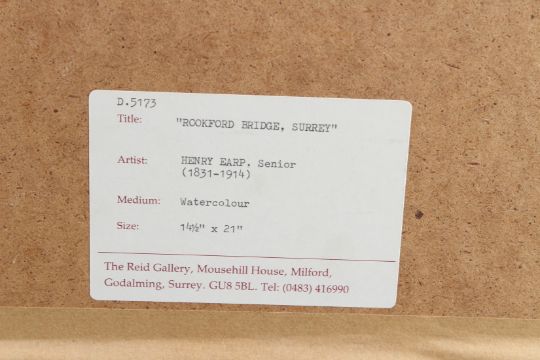 D.5173
Title: "ROOKFORD BRIDGE, SURREY"
Artist: HENRY EARP. Senior
(1831-1914)
Medium: Watercolour
Size: 14½" x 21"
The Reid Gallery, Mousehill House, Milford,
Godalming, Surrey. GU8 5BL. Tel: (0483) 416990